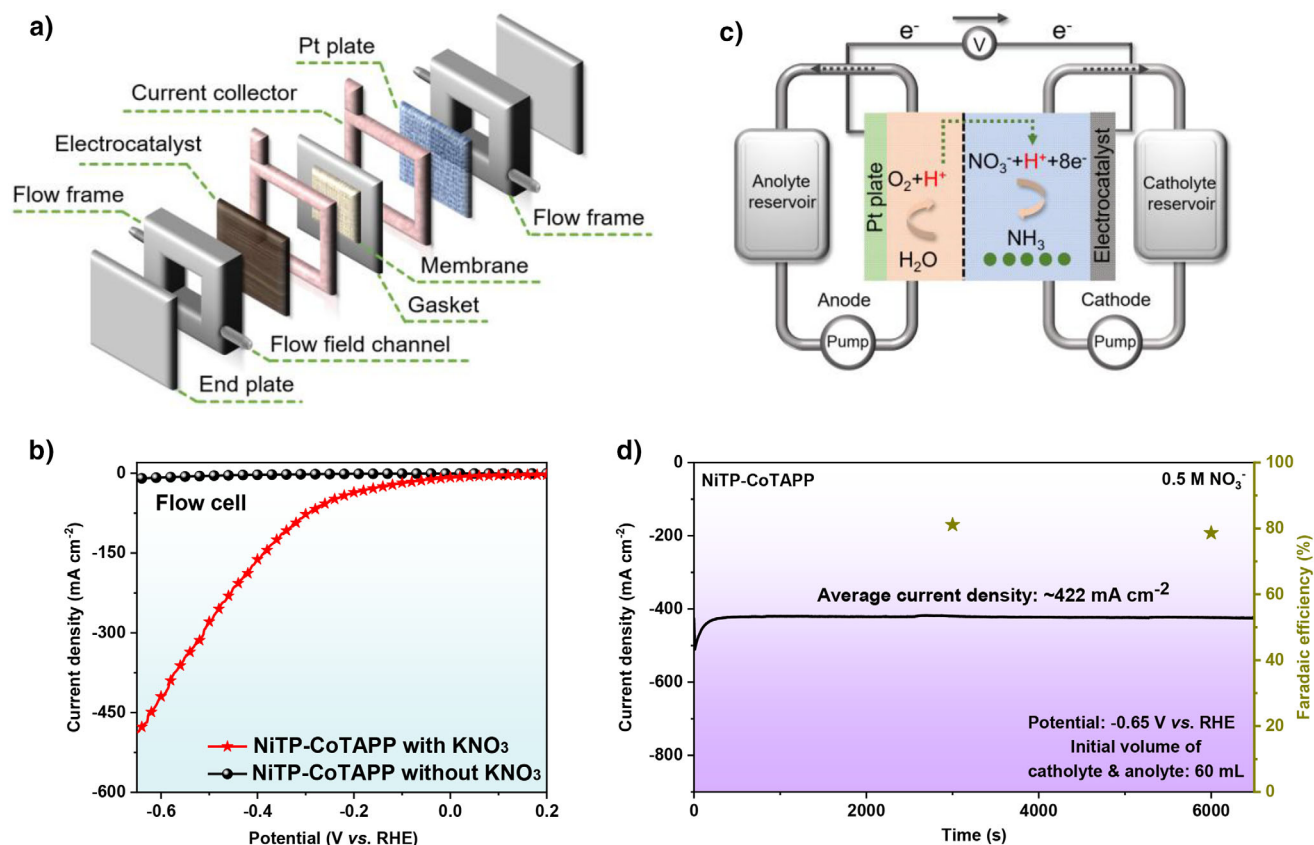 a)
Pt plate
Current collector
Electrocatalyst
Flow frame
Flow frame
Membrane
Gasket
Flow field channel
End plate
c)
e-
V
e-
Anolyte
reservoir
Pt plate
O2+H+
H2O
NO3-+H++8e-
NH3
Electrocatalyst
Catholyte
reservoir
Anode
Cathode
Pump
Pump
b)
0
-150
-300
-450
-600
Current density (mA cm-2)
Flow cell
NiTP-CoTAPP with KNO3
NiTP-CoTAPP without KNO3
-0.6
-0.4
-0.2
0.0
0.2
Potential (V vs. RHE)
d)
0
-200
-400
-600
-800
Current density (mA cm-2)
NiTP-CoTAPP
0.5 M NO3-
Average current density: ~422 mA cm-2
Potential: -0.65 V vs. RHE
Initial volume of
catholyte & anolyte: 60 mL
100
80
60
40
20
0
Faradaic efficiency (%)
0
2000
4000
6000
Time (s)